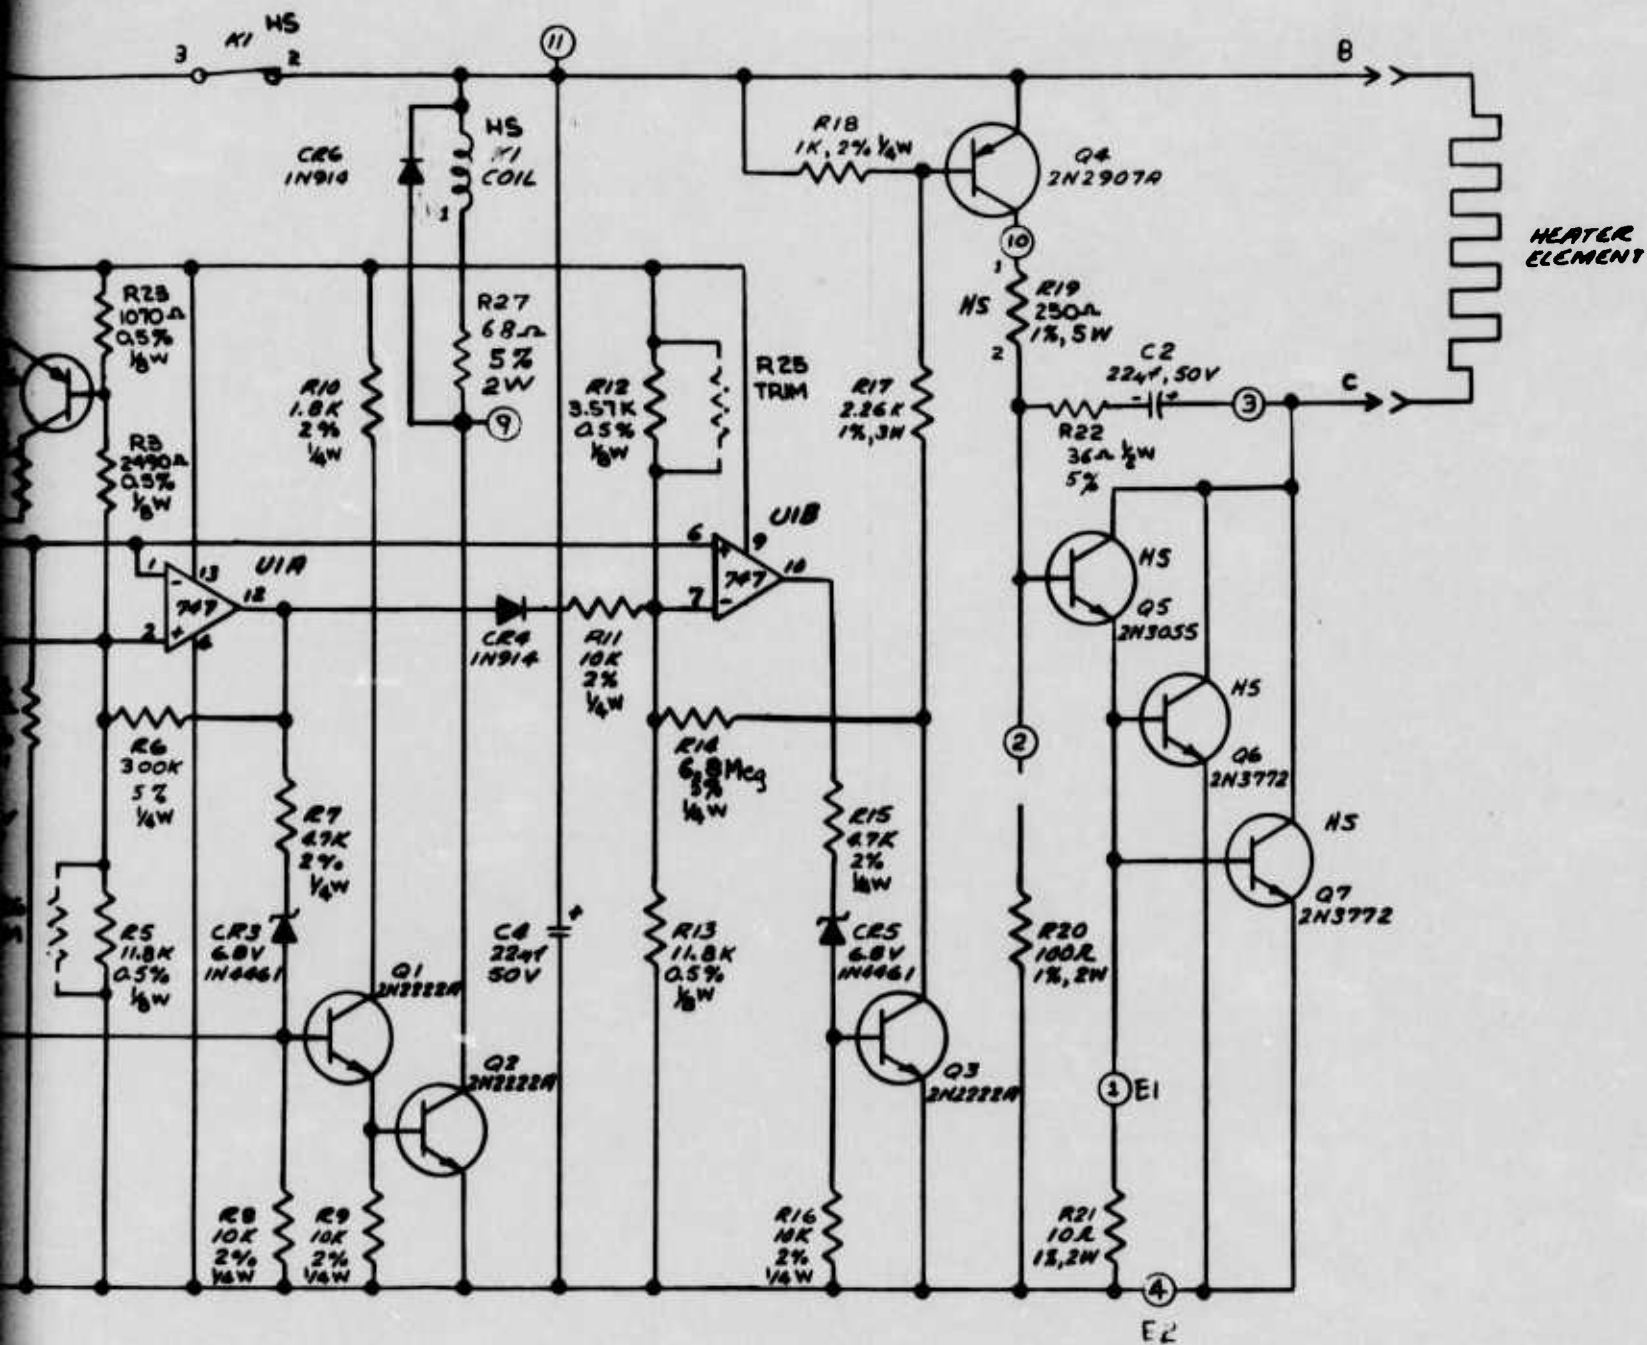 3
K1
HS
2
11
B
CR6
1N914
HS
K1
COIL
1
R18
1K, 2% ¼W
Q4
2N2907A
HEATER
ELEMENT
10
1
HS
R19
250Ω
1%, 5W
2
R23
1070Ω
0.5%
⅛W
R27
68Ω
5%
2W
9
R10
1.8K
2%
¼W
R12
3.57K
0.5%
⅛W
R25
TRIM
R17
2.26K
1%, 3W
C2
22µf, 50V
- +
3
C
R22
36Ω ½W
5%
R3
2490Ω
0.5%
⅛W
U1A
1
-
13
747
12
2
+
4
CR4
1N914
R11
10K
2%
¼W
U1B
6
+
9
747
10
7
-
HS
Q5
2N3055
HS
Q6
2N3772
HS
Q7
2N3772
2
R6
300K
5%
¼W
R7
4.7K
2%
¼W
R14
6.8Meg
5%
¼W
R15
4.7K
2%
¼W
R5
11.8K
0.5%
⅛W
CR3
6.8V
1N4461
Q1
2N2222A
C4
22µf
50V
+
R13
11.8K
0.5%
⅛W
CR5
6.8V
1N4461
R20
100Ω
1%, 2W
Q2
2N2222A
Q3
2N2222A
1
E1
R8
10K
2%
¼W
R9
10K
2%
¼W
R16
10K
2%
¼W
R21
10Ω
1%, 2W
4
E2